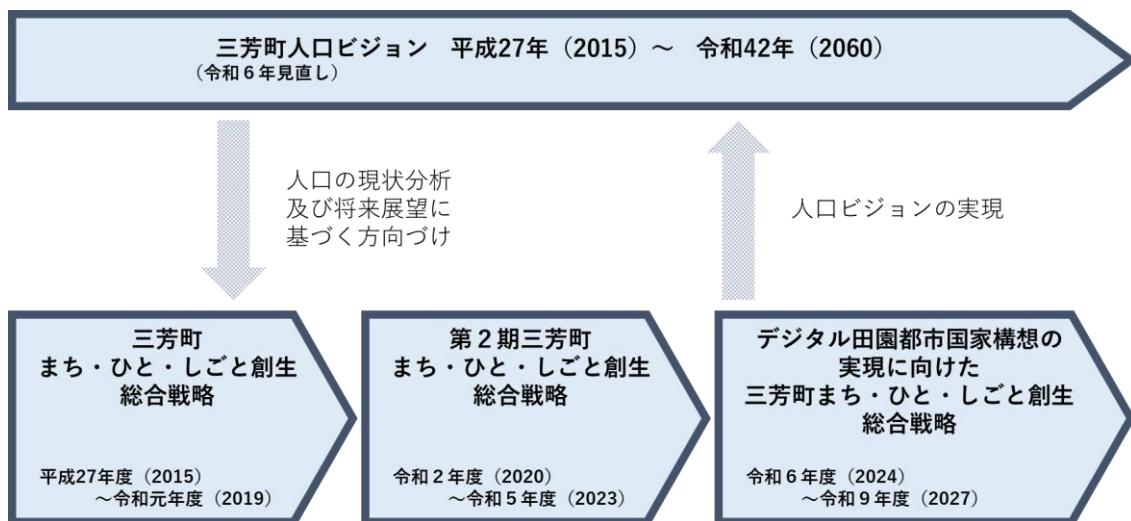 三芳町人口ビジョン 平成27年（2015）～ 令和42年（2060）
（令和６年見直し）
人口の現状分析
及び将来展望に
基づく方向づけ
人口ビジョンの実現
三芳町
まち・ひと・しごと創生
総合戦略
平成27年度（2015）
～令和元年度（2019）
第２期三芳町
まち・ひと・しごと創生
総合戦略
令和２年度（2020）
～令和５年度（2023）
デジタル田園都市国家構想の
実現に向けた
三芳町まち・ひと・しごと創生
総合戦略
令和６年度（2024）
～令和９年度（2027）